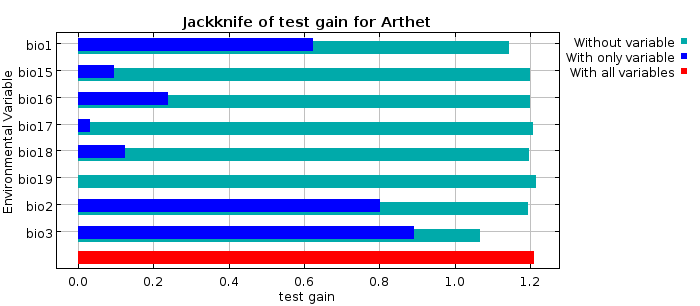 Jackknife of test gain for Arthet
Environmental Variable
bio1
bio15
bio16
bio17
bio18
bio19
bio2
bio3
0.0 0.2 0.4 0.6 0.8 1.0 1.2
test gain
Without variable
With only variable
With all variables